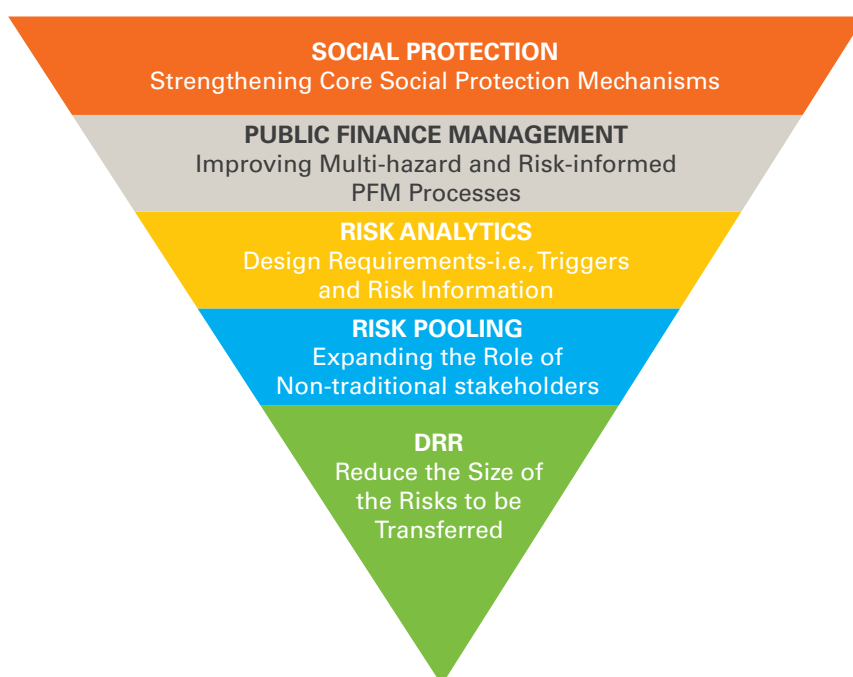 SOCIAL PROTECTION
Strengthening Core Social Protection Mechanisms
PUBLIC FINANCE MANAGEMENT
Improving Multi-hazard and Risk-informed
PFM Processes
RISK ANALYTICS
Design Requirements-i.e., Triggers
and Risk Information
RISK POOLING
Expanding the Role of
Non-traditional stakeholders
DRR
Reduce the Size of
the Risks to be
Transferred